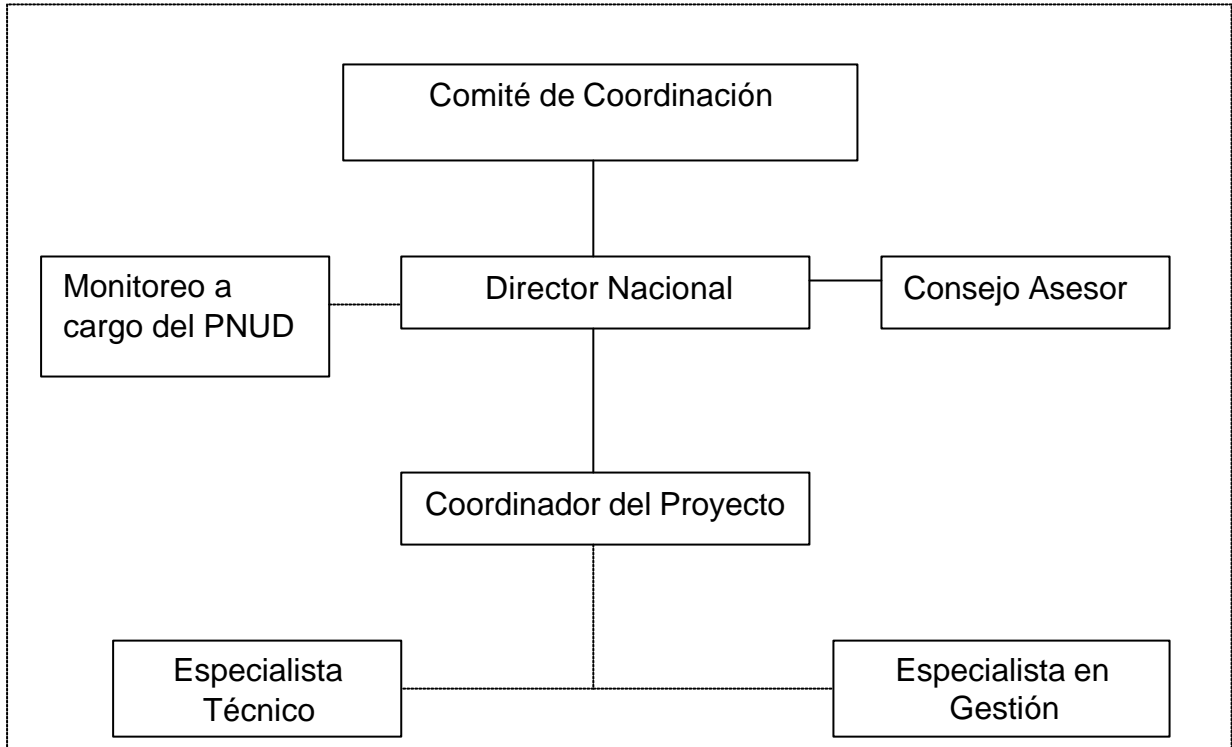 Comité de Coordinación
Monitoreo a
cargo del PNUD
Director Nacional
Consejo Asesor
Coordinador del Proyecto
Especialista
Técnico
Especialista en
Gestión